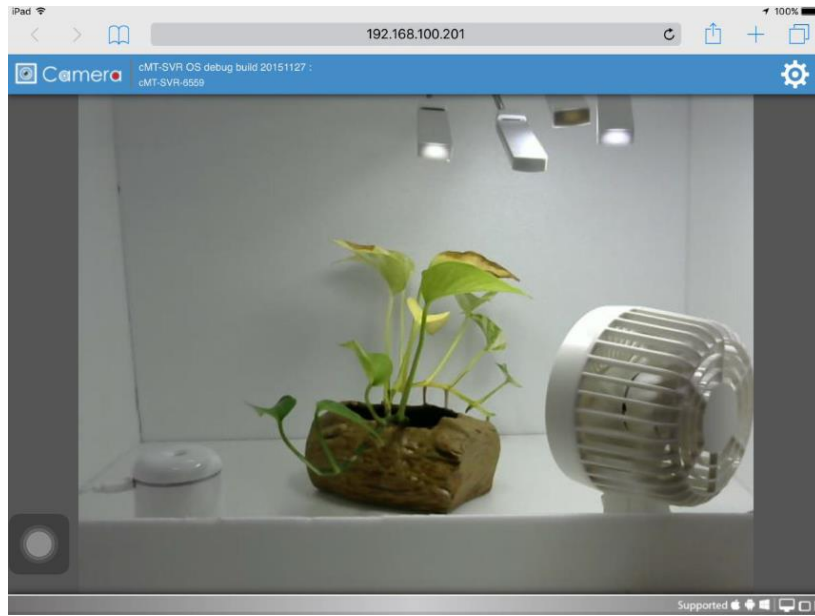 iPad
100%
192.168.100.201
Camera
cMT-SVR OS debug build 20151127 :
cMT-SVR-6559
Supported